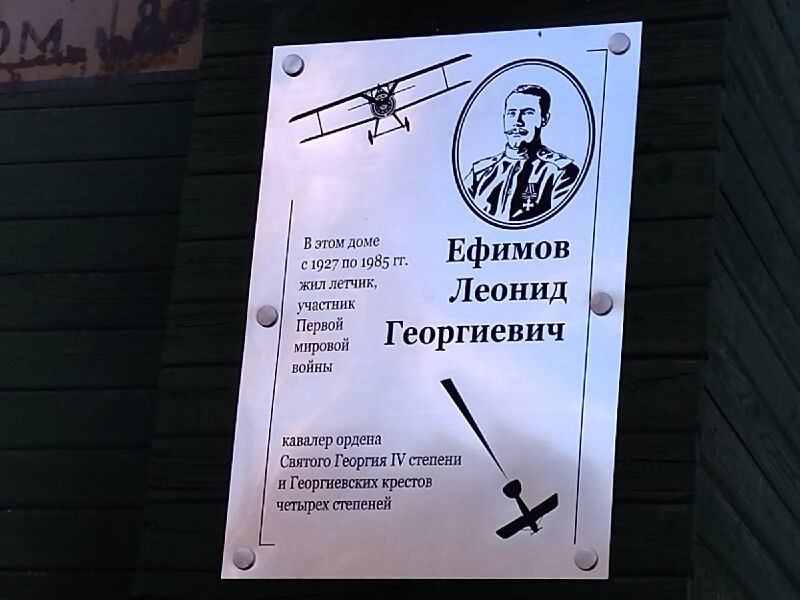 В этом доме
с 1927 по 1985 гг.
жил летчик,
участник
Первой
мировой
войны
Ефимов
Леонид
Георгиевич
кавалер ордена
Святого Георгия IV степени
и Георгиевских крестов
четырех степеней